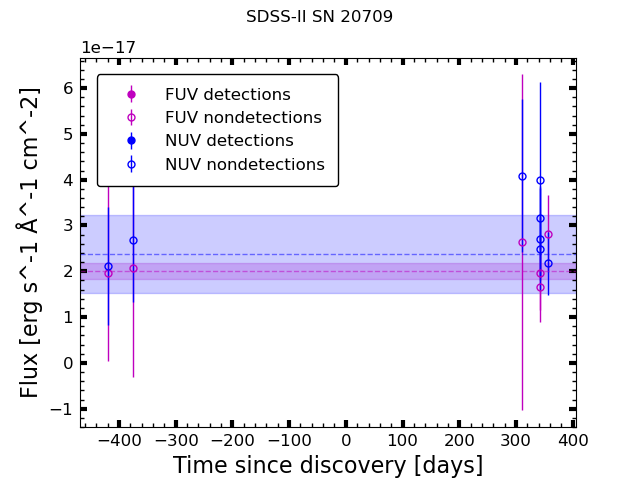 SDSS-II SN 20709
1e−17
FUV detections
FUV nondetections
NUV detections
NUV nondetections
6
5
4
3
2
1
0
−1
Flux [erg s^-1 Å^-1 cm^-2]
−400 −300 −200 −100 0 100 200 300 400
Time since discovery [days]